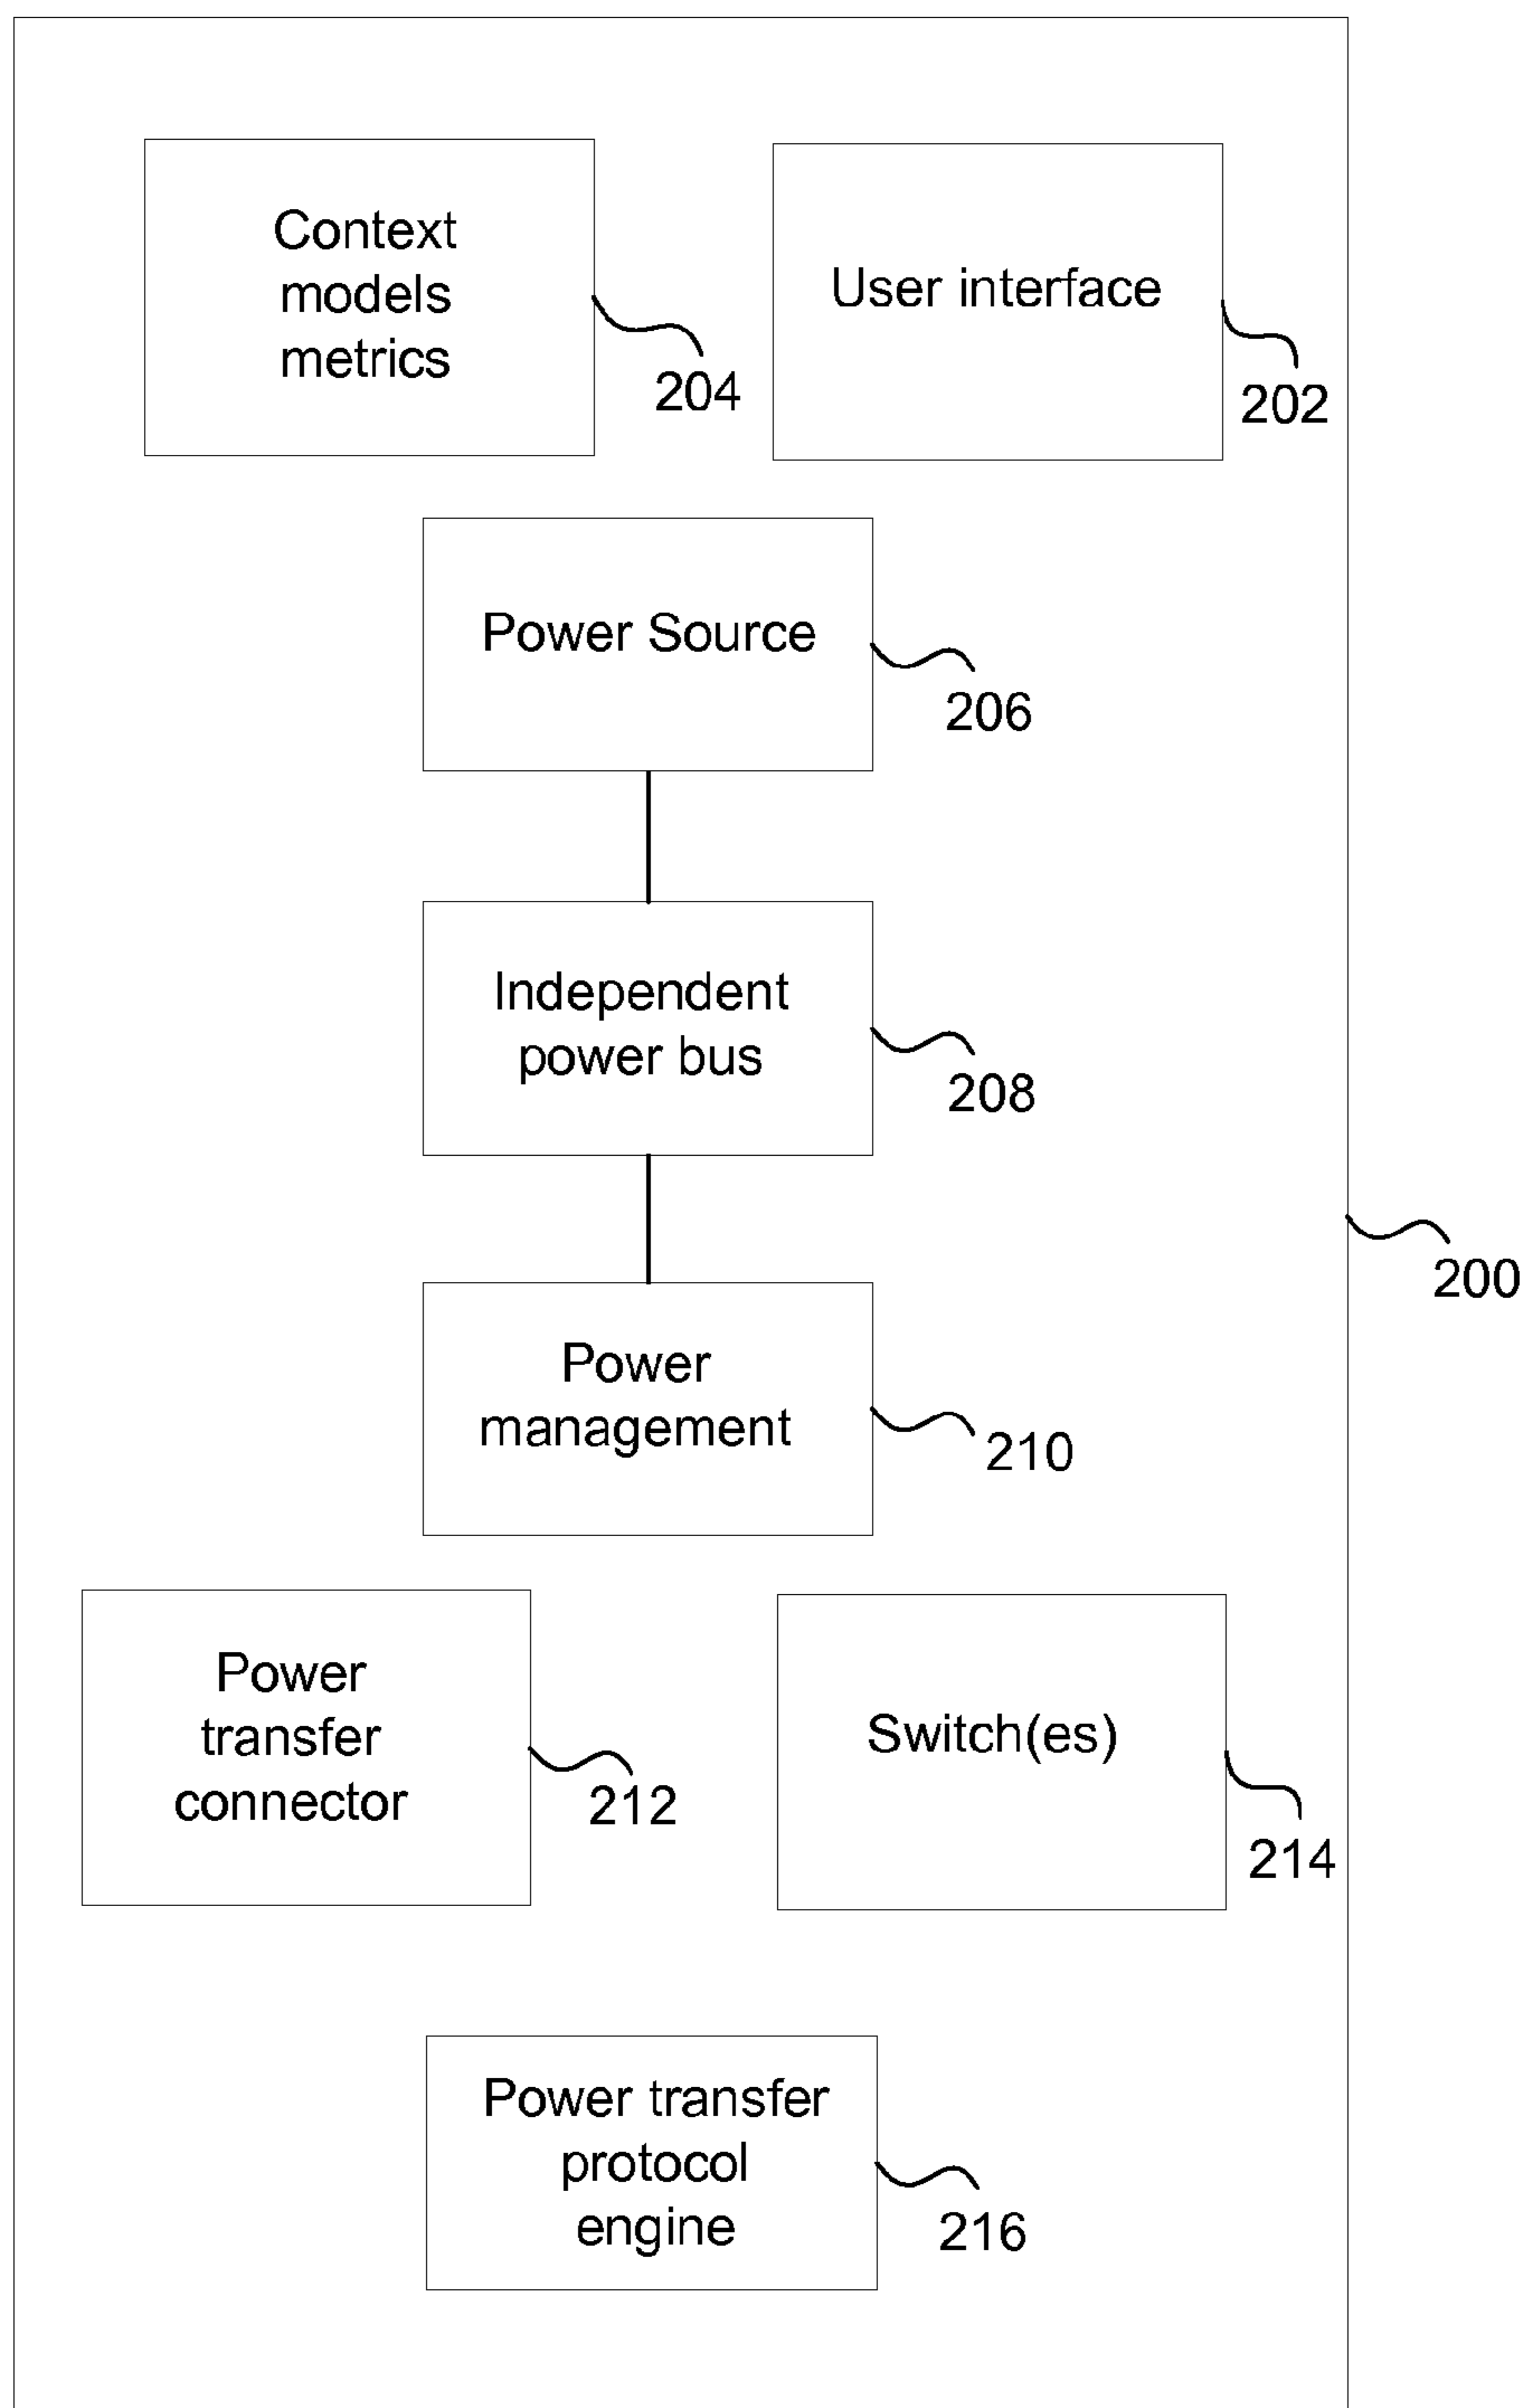 Context
models
metrics
204
User interface
202
Power Source
206
Independent
power bus
208
200
Power
management
210
Power
transfer
connector
212
Switch(es)
214
Power transfer
protocol
engine
216